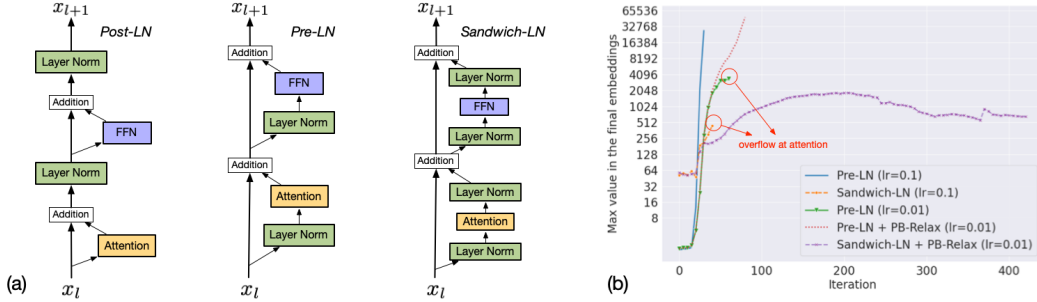 (a)
x_{l+1}
Post-LN
Layer Norm
Addition
FFN
Layer Norm
Addition
Attention
x_l
x_{l+1}
Pre-LN
Addition
FFN
Layer Norm
Addition
Attention
Layer Norm
x_l
x_{l+1}
Sandwich-LN
Addition
Layer Norm
FFN
Layer Norm
Addition
Layer Norm
Attention
Layer Norm
x_l
(b)
Max value in the final embeddings
65536
32768
16384
8192
4096
2048
1024
512
256
128
64
32
16
8
overflow at attention
Pre-LN (lr=0.1)
Sandwich-LN (lr=0.1)
Pre-LN (lr=0.01)
Pre-LN + PB-Relax (lr=0.01)
Sandwich-LN + PB-Relax (lr=0.01)
0 100 200 300 400
Iteration